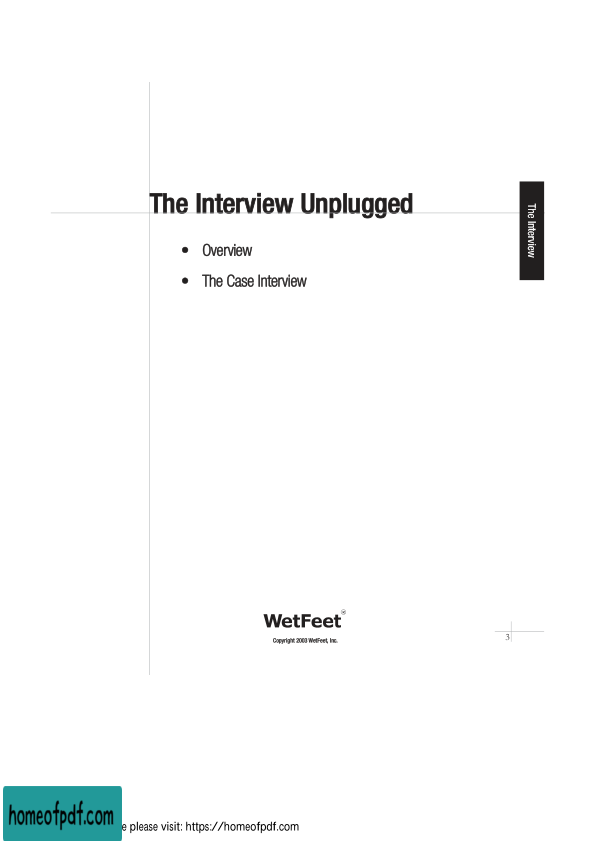 The Interview Unplugged
• Overview
• The Case Interview
The Interview
WetFeet®
Copyright 2003 WetFeet, Inc.
3
homeofpdf.com
e please visit: https://homeofpdf.com